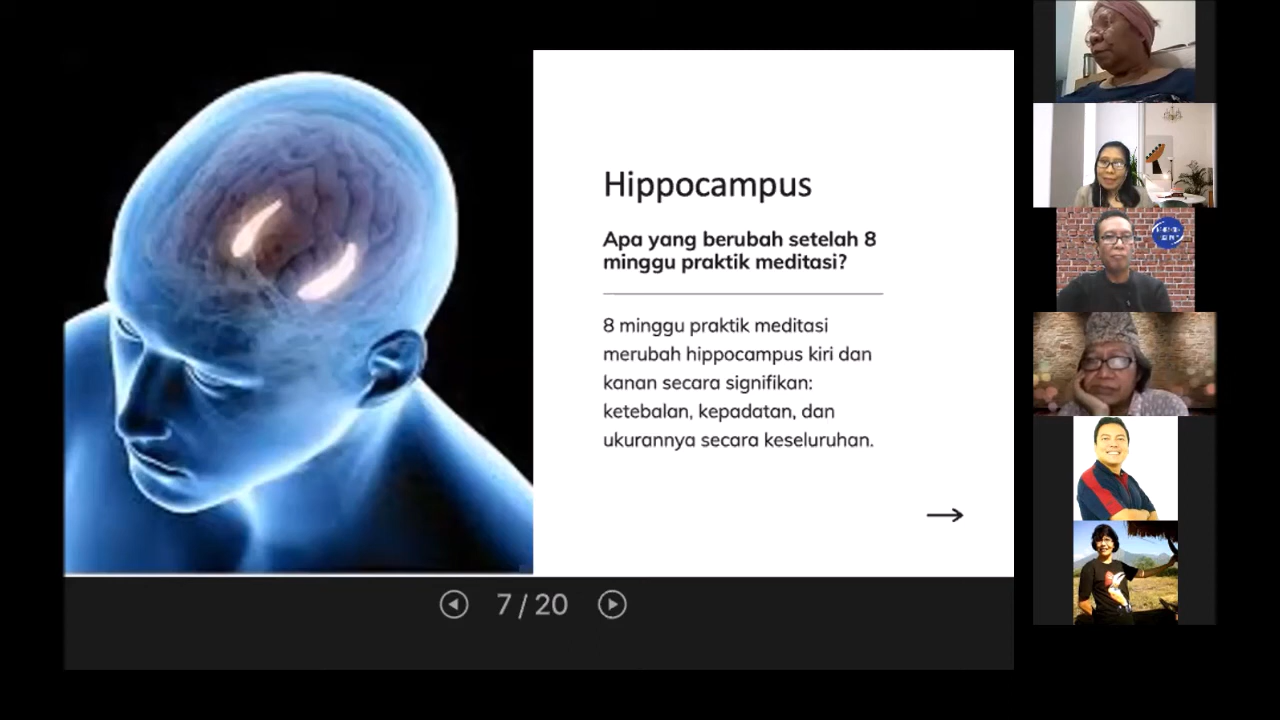 Hippocampus
Apa yang berubah setelah 8
minggu praktik meditasi?
8 minggu praktik meditasi
merubah hippocampus kiri dan
kanan secara signifikan:
ketebalan, kepadatan, dan
ukurannya secara keseluruhan.
7 / 20